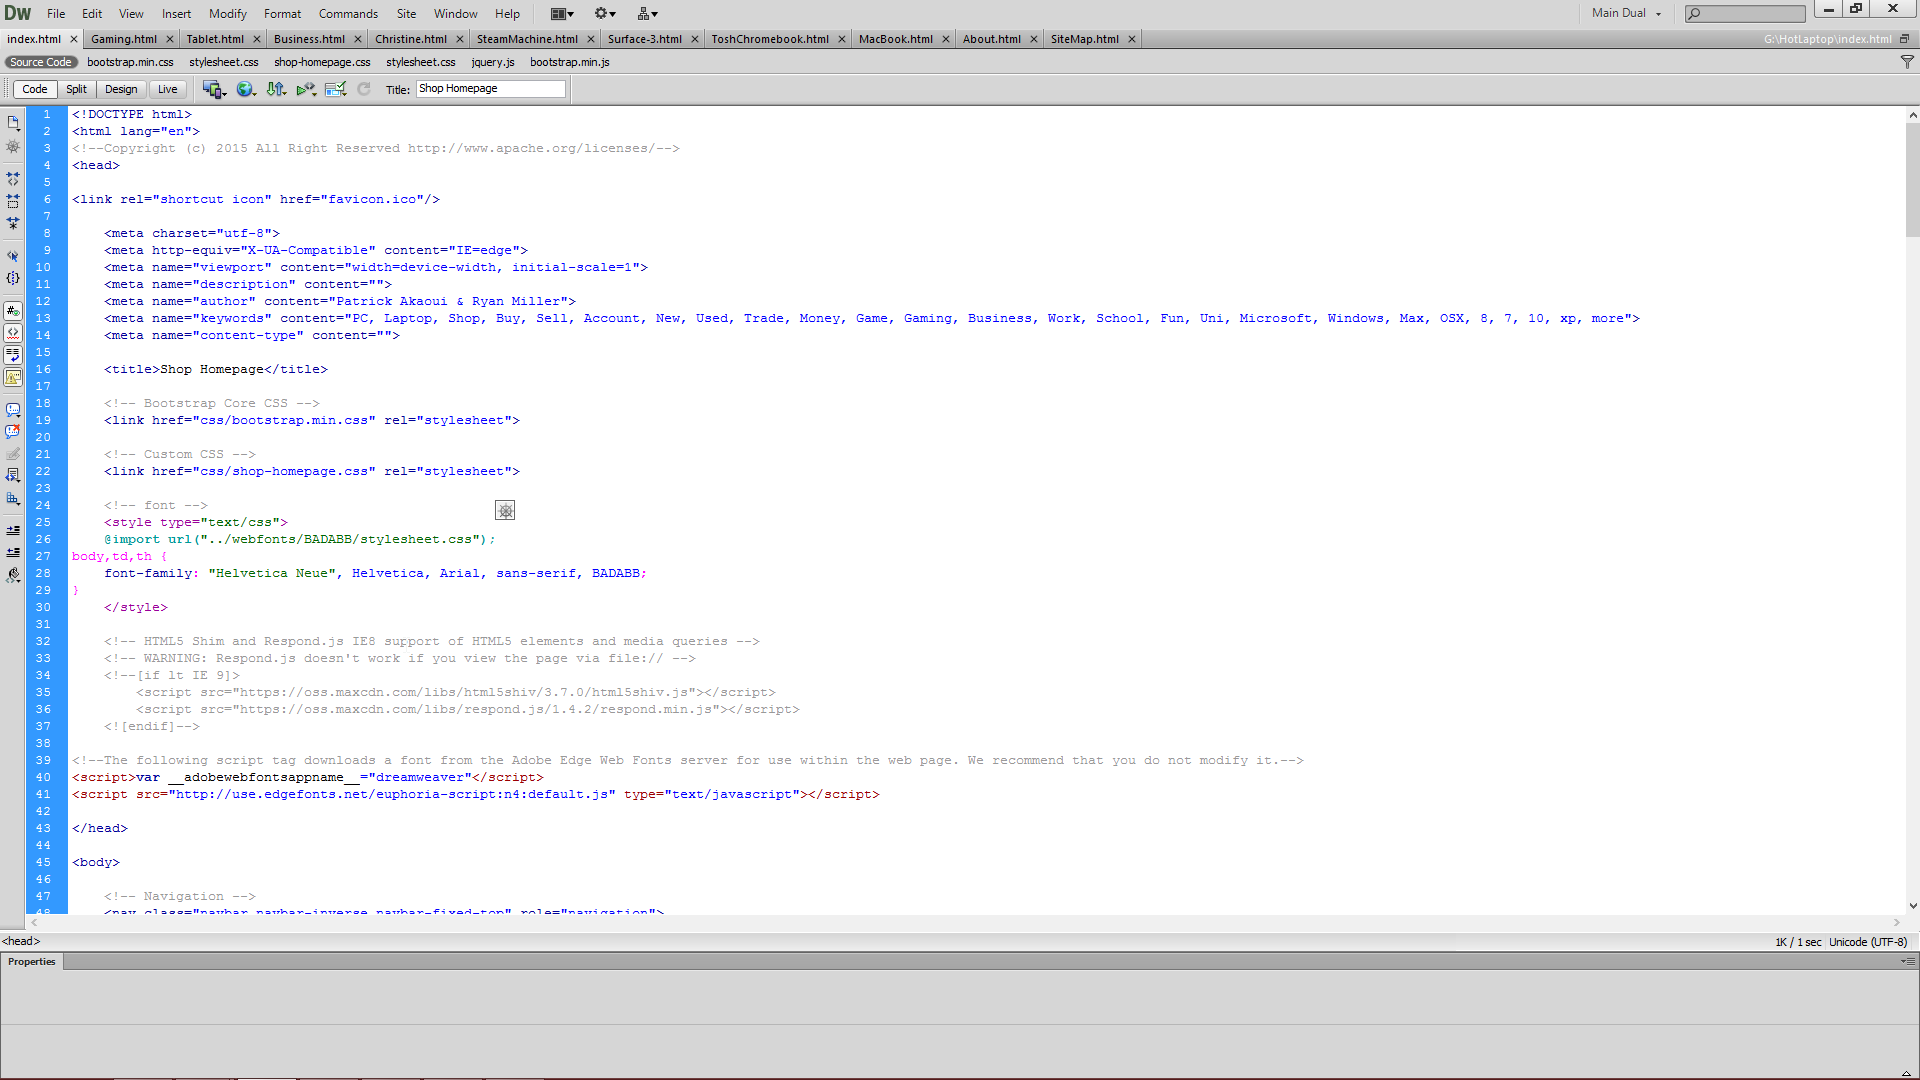 Dw File Edit View Insert Modify Format Commands Site Window Help Main Dual
index.html Gaming.html Tablet.html Business.html Christine.html SteamMachine.html Surface-3.html ToshChromebook.html MacBook.html About.html SiteMap.html G:\HotLaptop\index.html
Source Code bootstrap.min.css stylesheet.css shop-homepage.css stylesheet.css jquery.js bootstrap.min.js
Code Split Design Live Title: Shop Homepage
1 <!DOCTYPE html>
2 <html lang="en">
3 <!--Copyright (c) 2015 All Right Reserved http://www.apache.org/licenses/-->
4 <head>
5
6 <link rel="shortcut icon" href="favicon.ico"/>
7
8 <meta charset="utf-8">
9 <meta http-equiv="X-UA-Compatible" content="IE=edge">
10 <meta name="viewport" content="width=device-width, initial-scale=1">
11 <meta name="description" content="">
12 <meta name="author" content="Patrick Akaoui & Ryan Miller">
13 <meta name="keywords" content="PC, Laptop, Shop, Buy, Sell, Account, New, Used, Trade, Money, Game, Gaming, Business, Work, School, Fun, Uni, Microsoft, Windows, Max, OSX, 8, 7, 10, xp, more">
14 <meta name="content-type" content="">
15
16 <title>Shop Homepage</title>
17
18 <!-- Bootstrap Core CSS -->
19 <link href="css/bootstrap.min.css" rel="stylesheet">
20
21 <!-- Custom CSS -->
22 <link href="css/shop-homepage.css" rel="stylesheet">
23
24 <!-- font -->
25 <style type="text/css">
26 @import url("../webfonts/BADABB/stylesheet.css");
27 body,td,th {
28 font-family: "Helvetica Neue", Helvetica, Arial, sans-serif, BADABB;
29 }
30 </style>
31
32 <!-- HTML5 Shim and Respond.js IE8 support of HTML5 elements and media queries -->
33 <!-- WARNING: Respond.js doesn't work if you view the page via file:// -->
34 <!--[if lt IE 9]>
35 <script src="https://oss.maxcdn.com/libs/html5shiv/3.7.0/html5shiv.js"></script>
36 <script src="https://oss.maxcdn.com/libs/respond.js/1.4.2/respond.min.js"></script>
37 <![endif]-->
38
39 <!--The following script tag downloads a font from the Adobe Edge Web Fonts server for use within the web page. We recommend that you do not modify it.-->
40 <script>var __adobewebfontsappname__="dreamweaver"</script>
41 <script src="http://use.edgefonts.net/euphoria-script:n4:default.js" type="text/javascript"></script>
42
43 </head>
44
45 <body>
46
47 <!-- Navigation -->
48 <nav class="navbar navbar-inverse navbar-fixed-top" role="navigation">
<head> 1K / 1 sec Unicode (UTF-8)
Properties